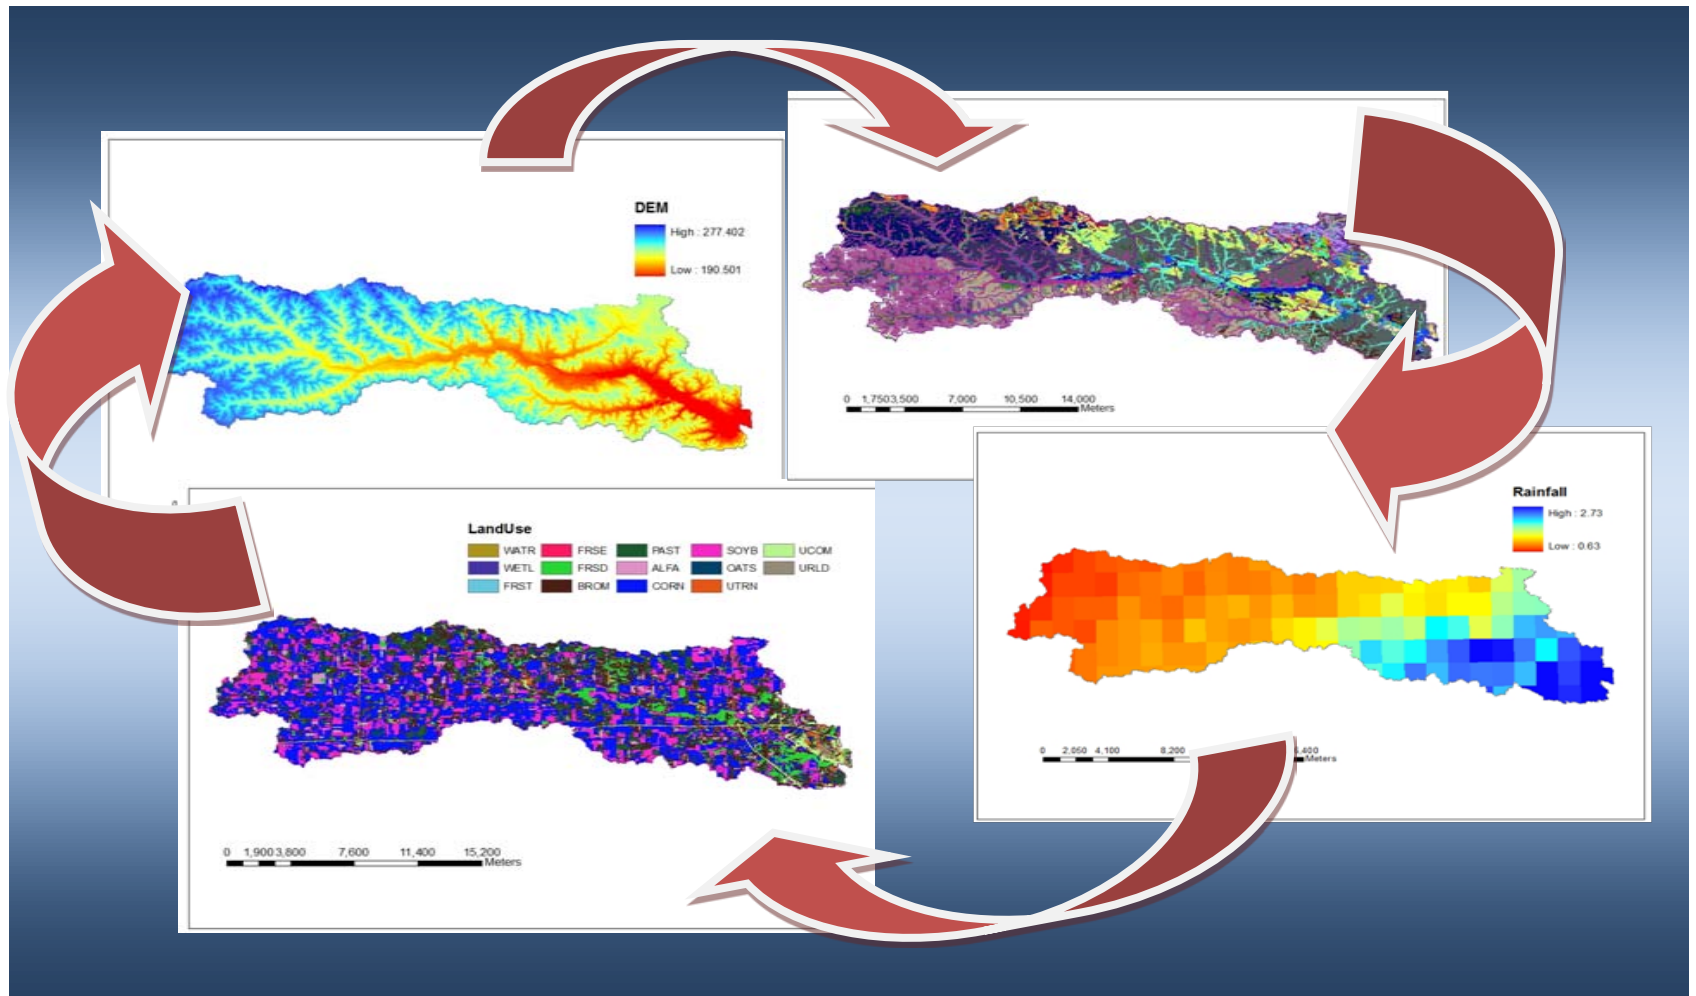 DEM
High : 277.402
Low : 190.501
0 1,750 3,500 7,000 10,500 14,000
Meters
Rainfall
High : 2.73
Low : 0.63
0 2,050 4,100 8,200
Meters
LandUse
WATR FRSE PAST SOYB UCOM
WETL FRSD ALFA OATS URLD
FRST BROM CORN UTRN
0 1,900 3,800 7,600 11,400 15,200
Meters